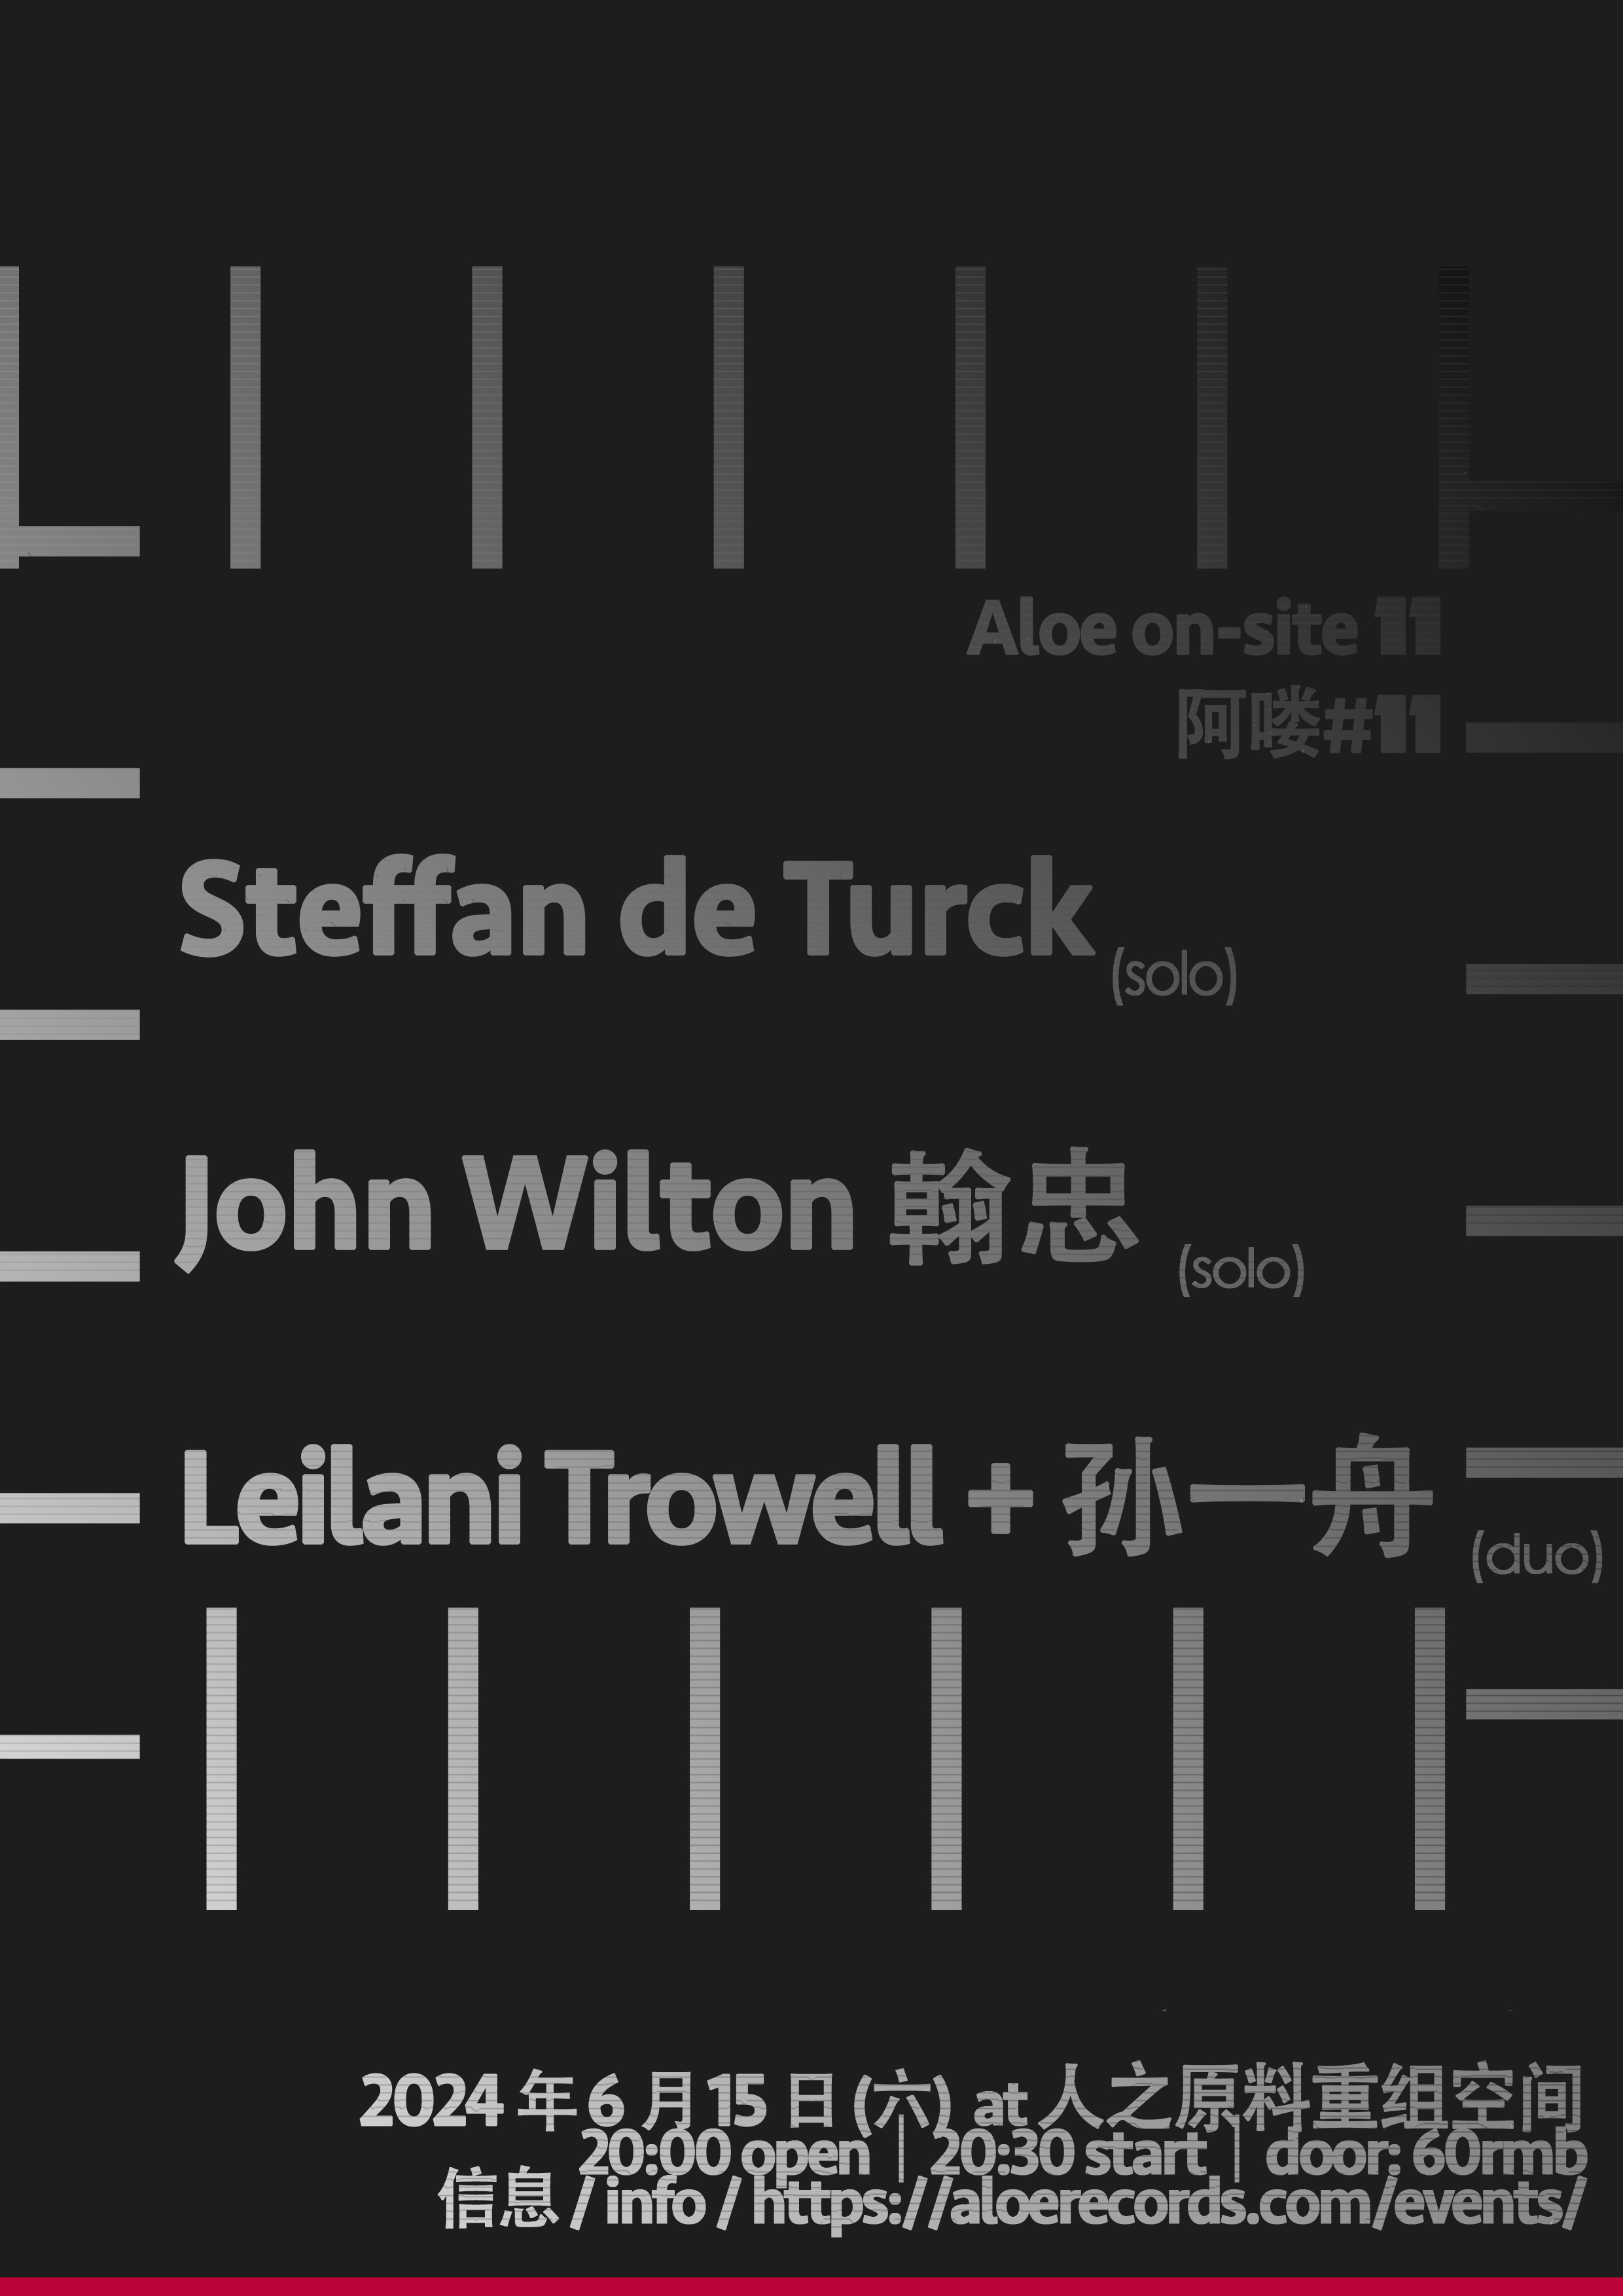 Aloe on-site 11
阿喽#11
Steffan de Turck (solo)
John Wilton 翰忠 (solo)
Leilani Trowell + 孙一舟 (duo)
2024 年 6 月 15 日 (六) at 人之原料重组空间
20:00 open | 20:30 start | door: 60rmb
信息 / info / https://aloerecords.com/events/